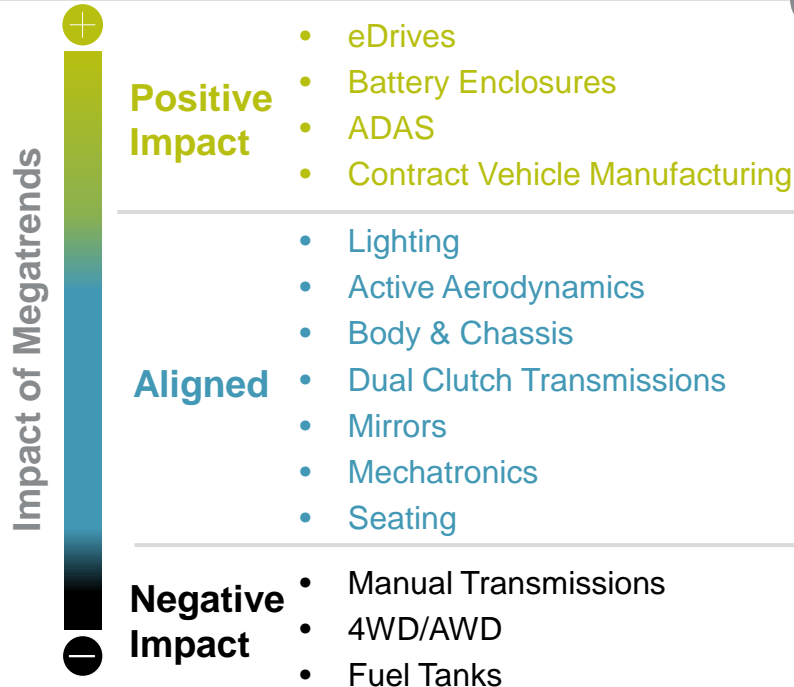 Impact of Megatrends
Positive
Impact
• eDrives
• Battery Enclosures
• ADAS
• Contract Vehicle Manufacturing
Aligned
• Lighting
• Active Aerodynamics
• Body & Chassis
• Dual Clutch Transmissions
• Mirrors
• Mechatronics
• Seating
Negative
Impact
• Manual Transmissions
• 4WD/AWD
• Fuel Tanks